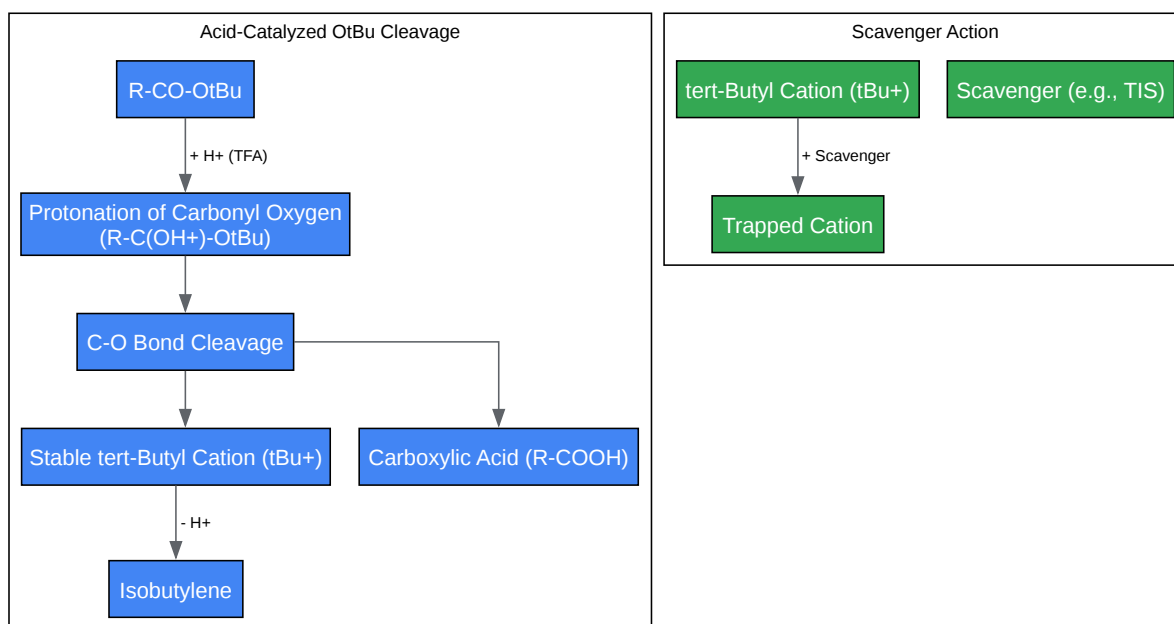 Acid-Catalyzed OtBu Cleavage
R-CO-OtBu
+ H+ (TFA)
Protonation of Carbonyl Oxygen
(R-C(OH+)-OtBu)
C-O Bond Cleavage
Stable tert-Butyl Cation (tBu+)
Carboxylic Acid (R-COOH)
- H+
Isobutylene
Scavenger Action
tert-Butyl Cation (tBu+)
Scavenger (e.g., TIS)
+ Scavenger
Trapped Cation